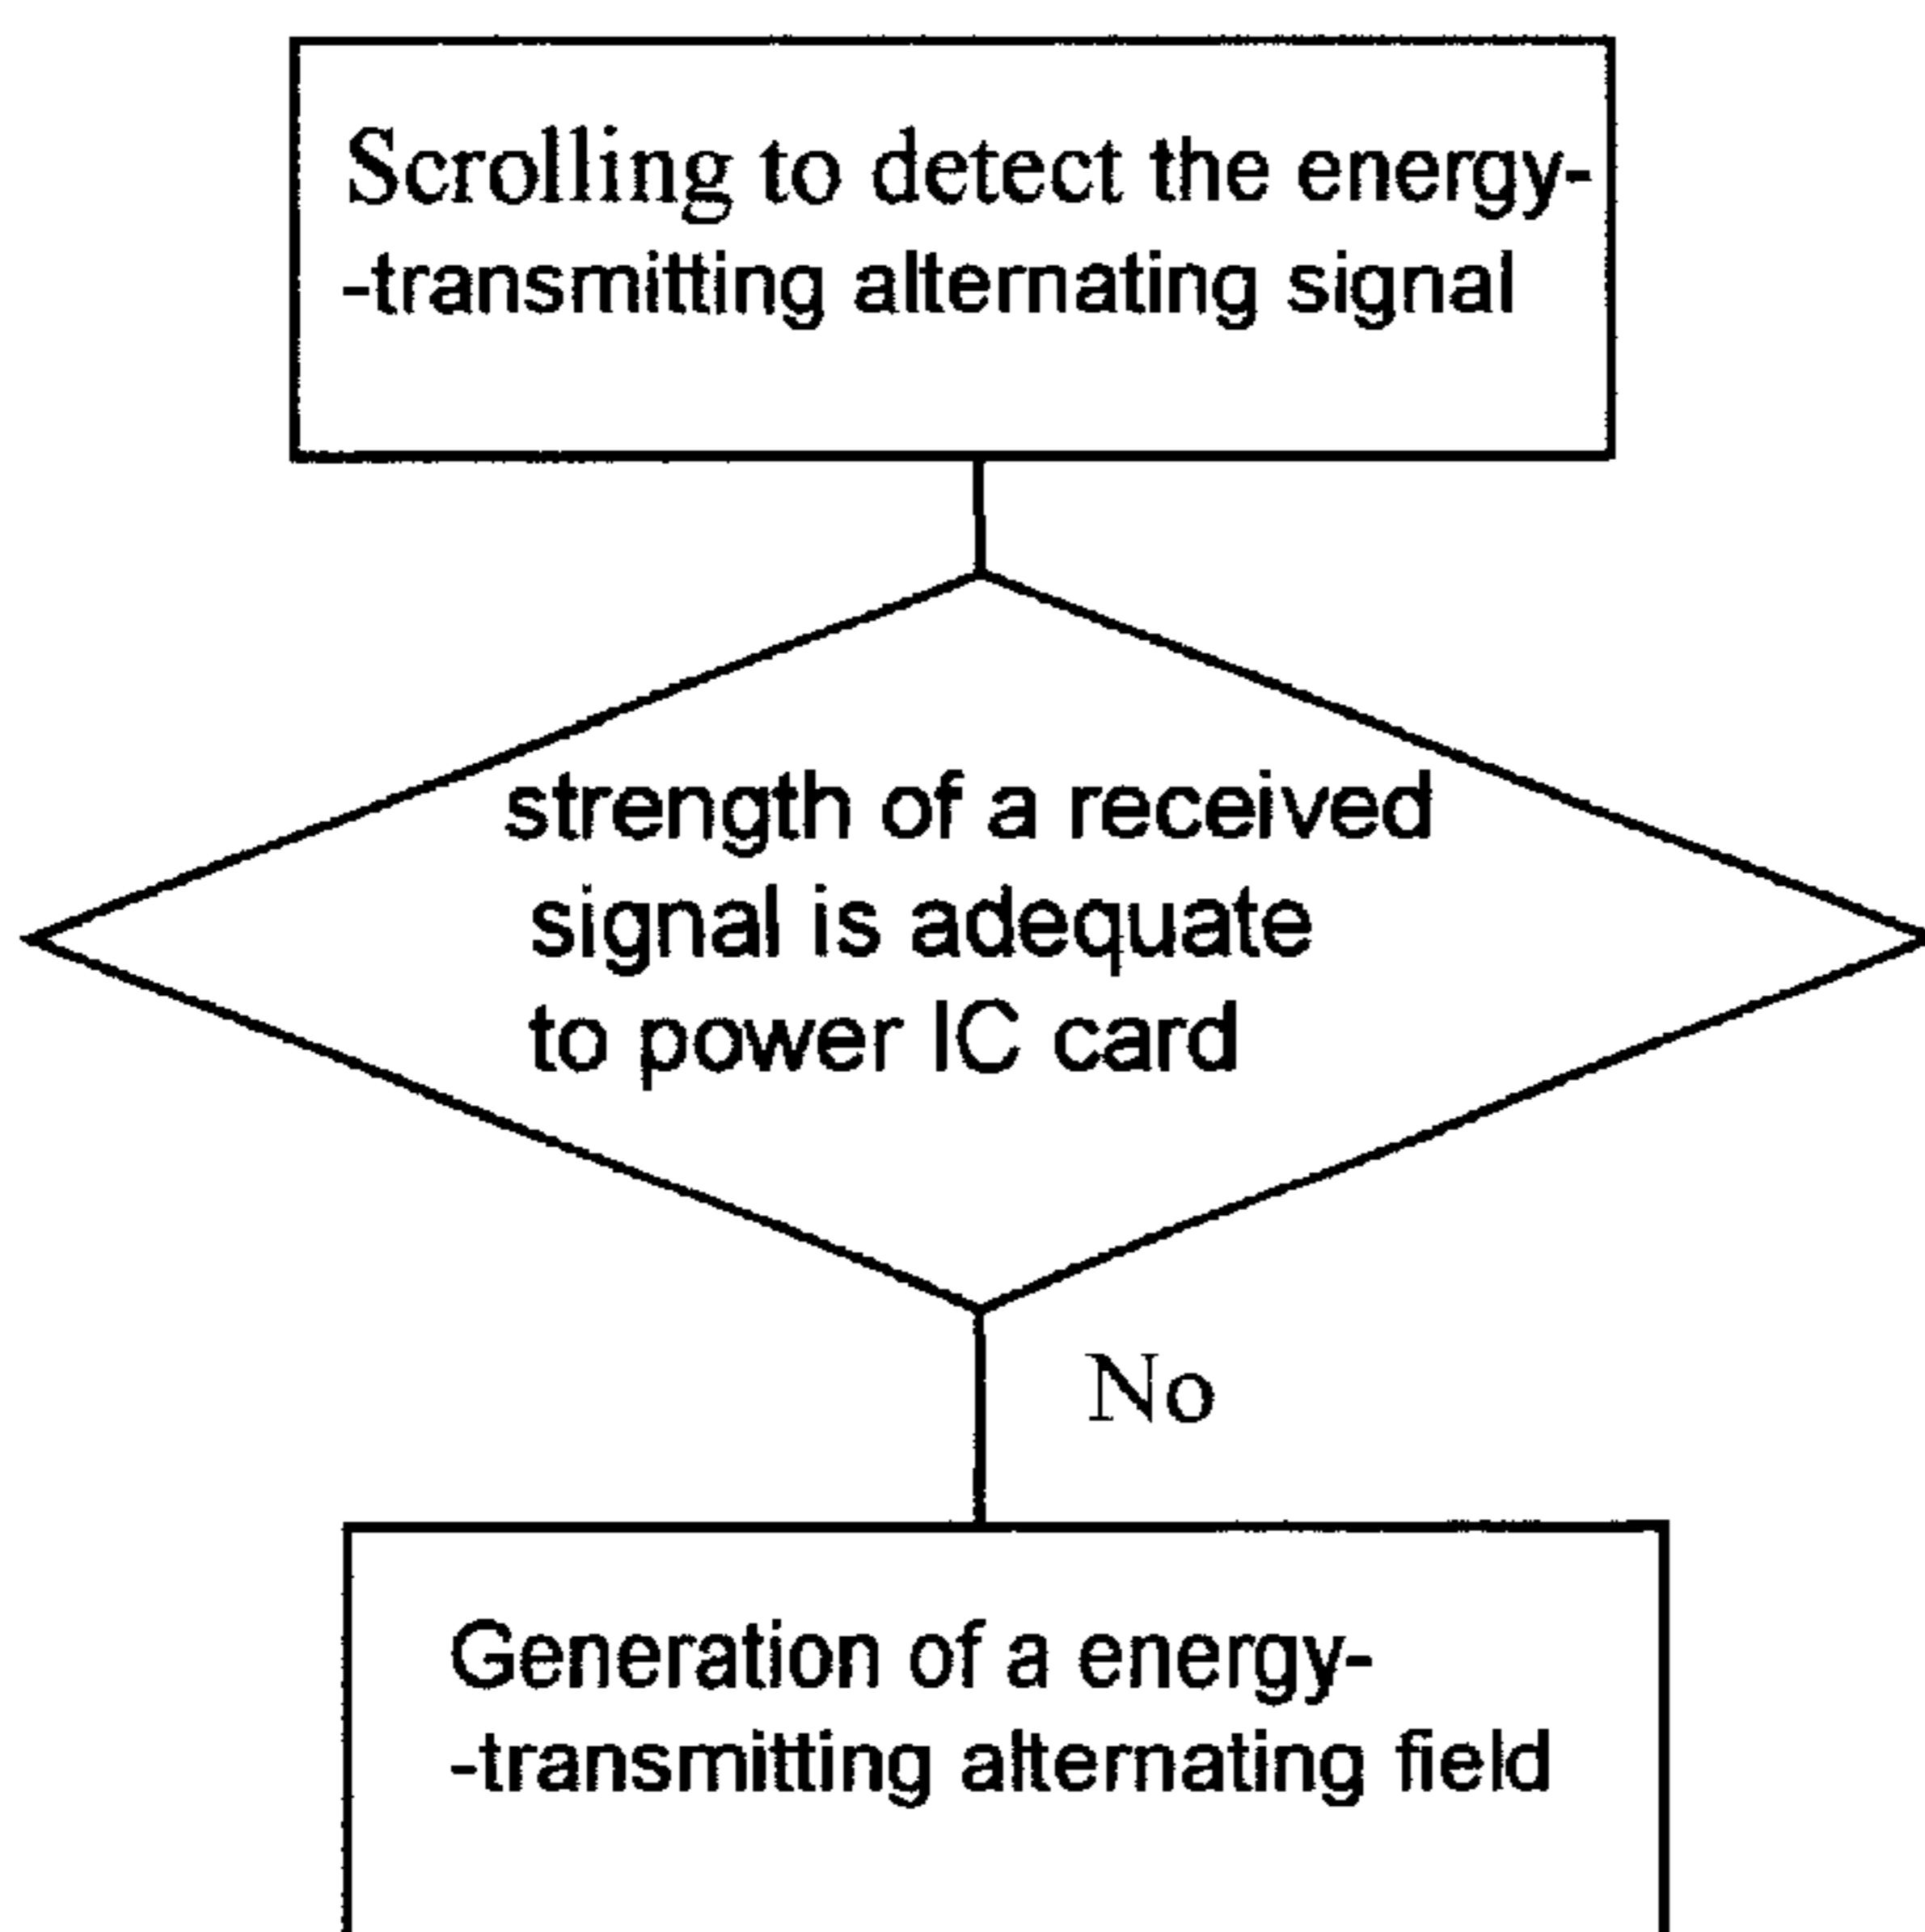 Scrolling to detect the energy-
-transmitting alternating signal
strength of a received
signal is adequate
to power IC card
No
Generation of a energy-
-transmitting alternating field